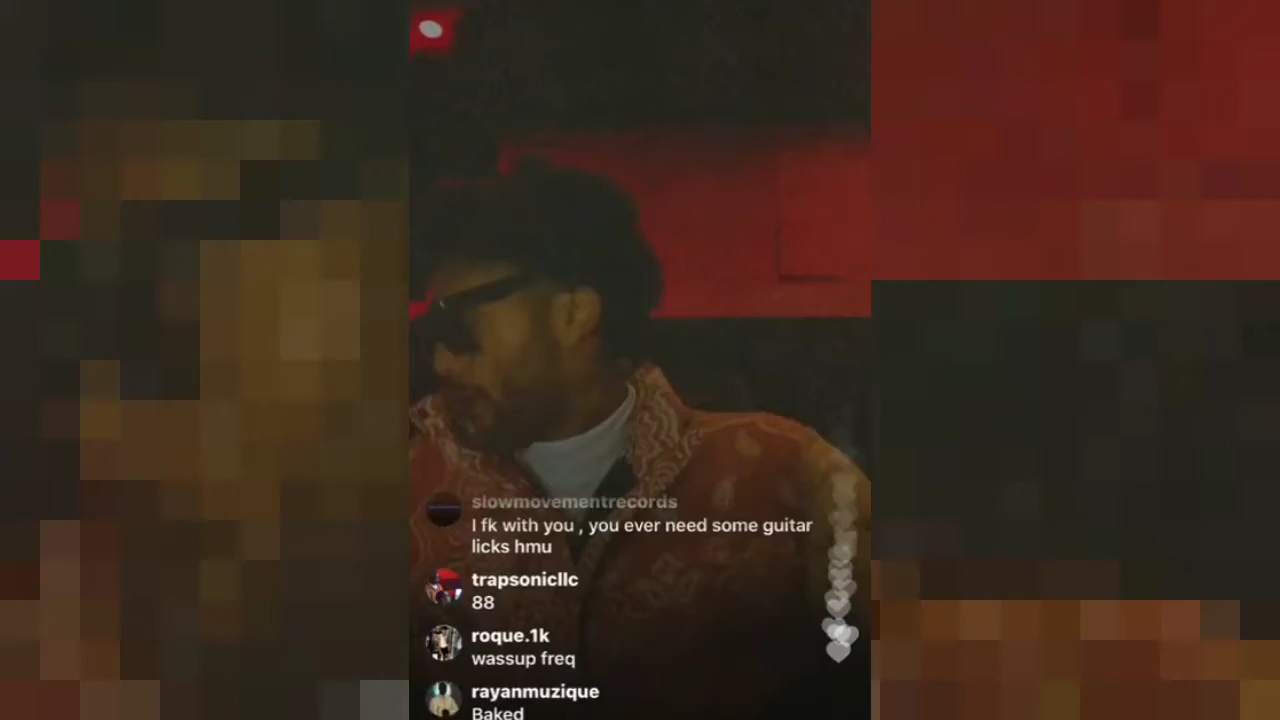 slowmovementrecords
I fk with you , you ever need some guitar
licks hmu
trapsonicllc
88
roque.1k
wassup freq
rayanmuzique
Baked